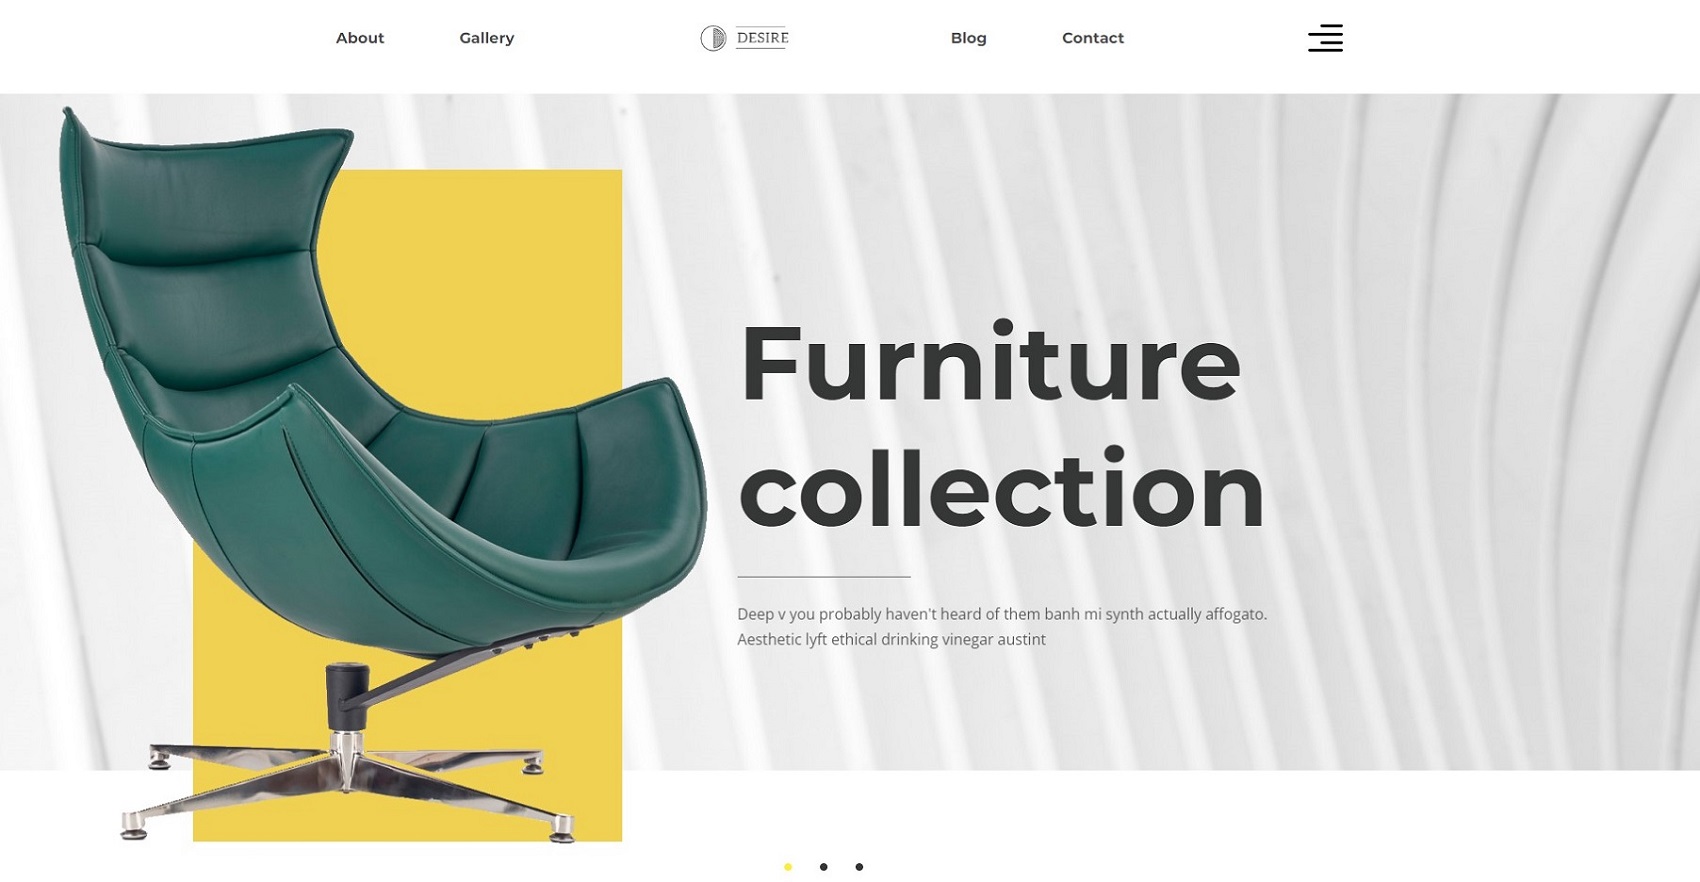 About Gallery DESIRE Blog Contact
Furniture
collection
Deep v you probably haven't heard of them banh mi synth actually affogato.
Aesthetic lyft ethical drinking vinegar austint